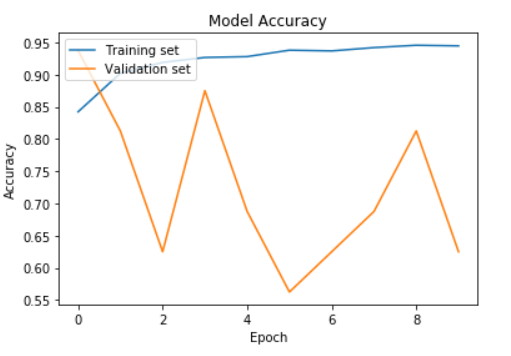 Model Accuracy
Training set
Validation set
0.95
0.90
0.85
0.80
0.75
0.70
0.65
0.60
0.55
Accuracy
0 2 4 6 8
Epoch